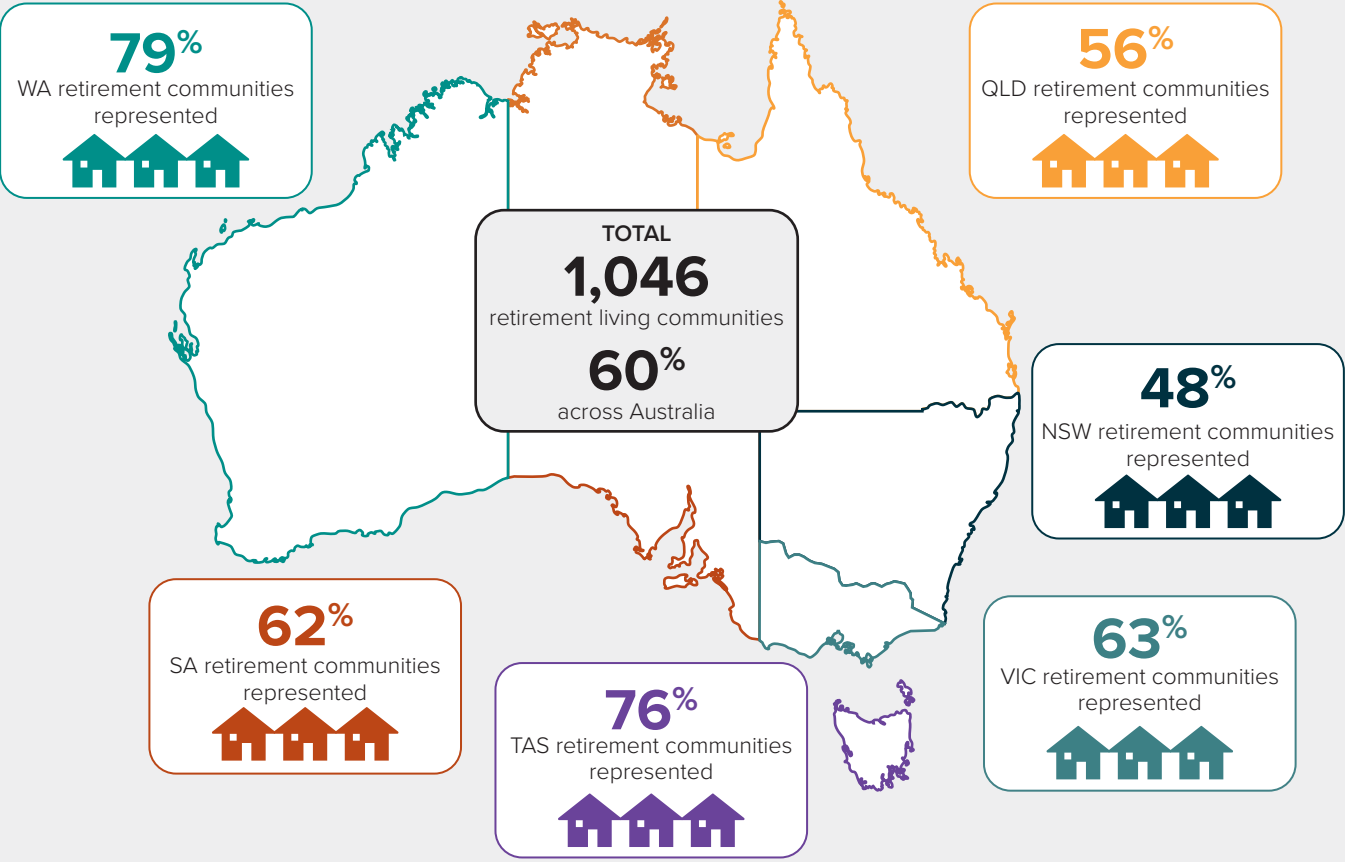 79%
WA retirement communities
represented
56%
QLD retirement communities
represented
TOTAL
1,046
retirement living communities
60%
across Australia
48%
NSW retirement communities
represented
62%
SA retirement communities
represented
63%
VIC retirement communities
represented
76%
TAS retirement communities
represented